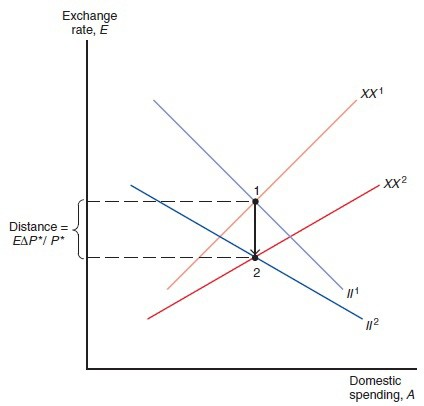 Exchange
rate, E
XX¹
1
XX²
Distance =
EΔP*/ P*
2
II¹
II²
Domestic
spending, A